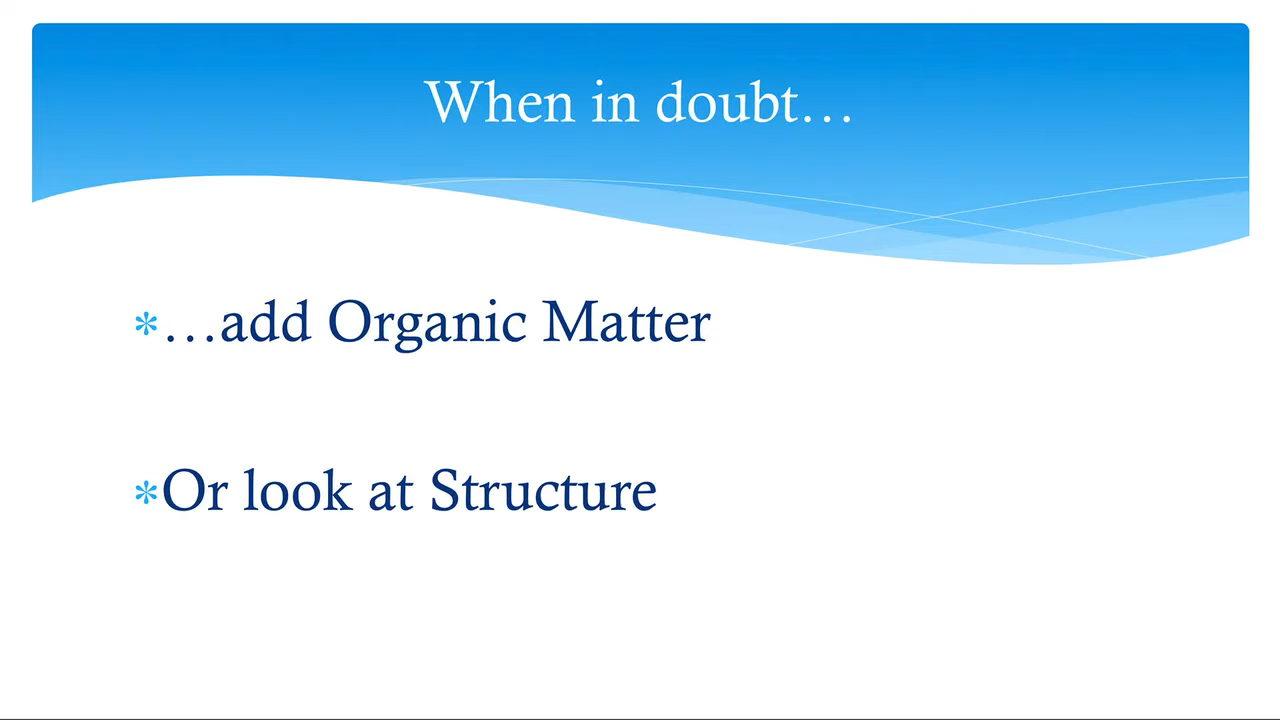 When in doubt…
*…add Organic Matter
*Or look at Structure